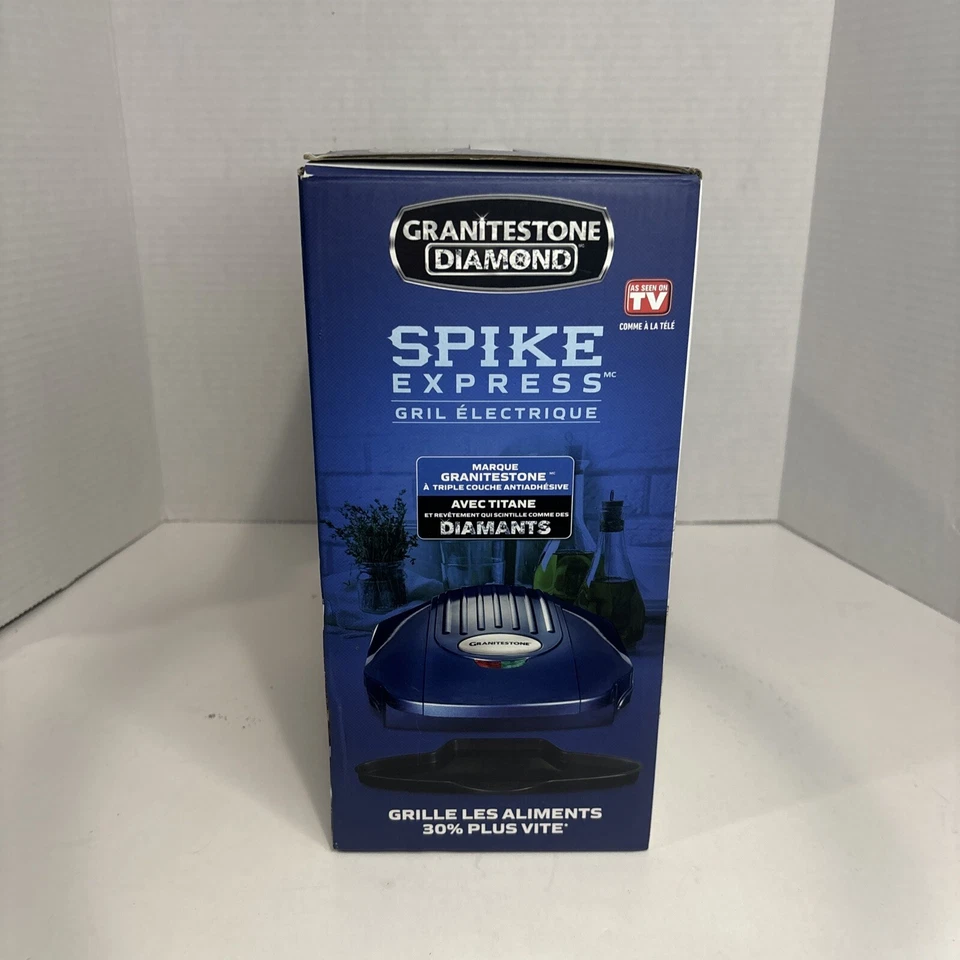 GRANITESTONE
DIAMOND MC
AS SEEN ON
TV
COMME À LA TÉLÉ
SPIKE
EXPRESS MC
GRIL ÉLECTRIQUE
MARQUE
GRANITESTONE MC
À TRIPLE COUCHE ANTIADHÉSIVE
AVEC TITANE
ET REVÊTEMENT QUI SCINTILLE COMME DES
DIAMANTS
GRANITESTONE
GRILLE LES ALIMENTS
30% PLUS VITE*